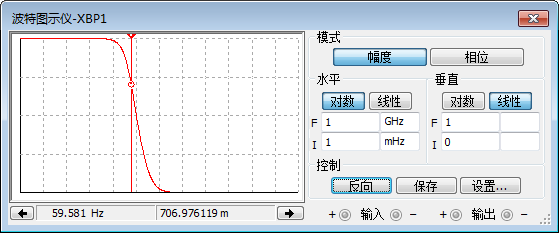 波特图示仪-XBP1
模式
幅度 相位
水平 垂直
对数 线性 对数 线性
F 1 GHz F 1
I 1 mHz I 0
控制
反向 保存 设置...
59.581 Hz 706.976119 m
+ 输入 - + 输出 -